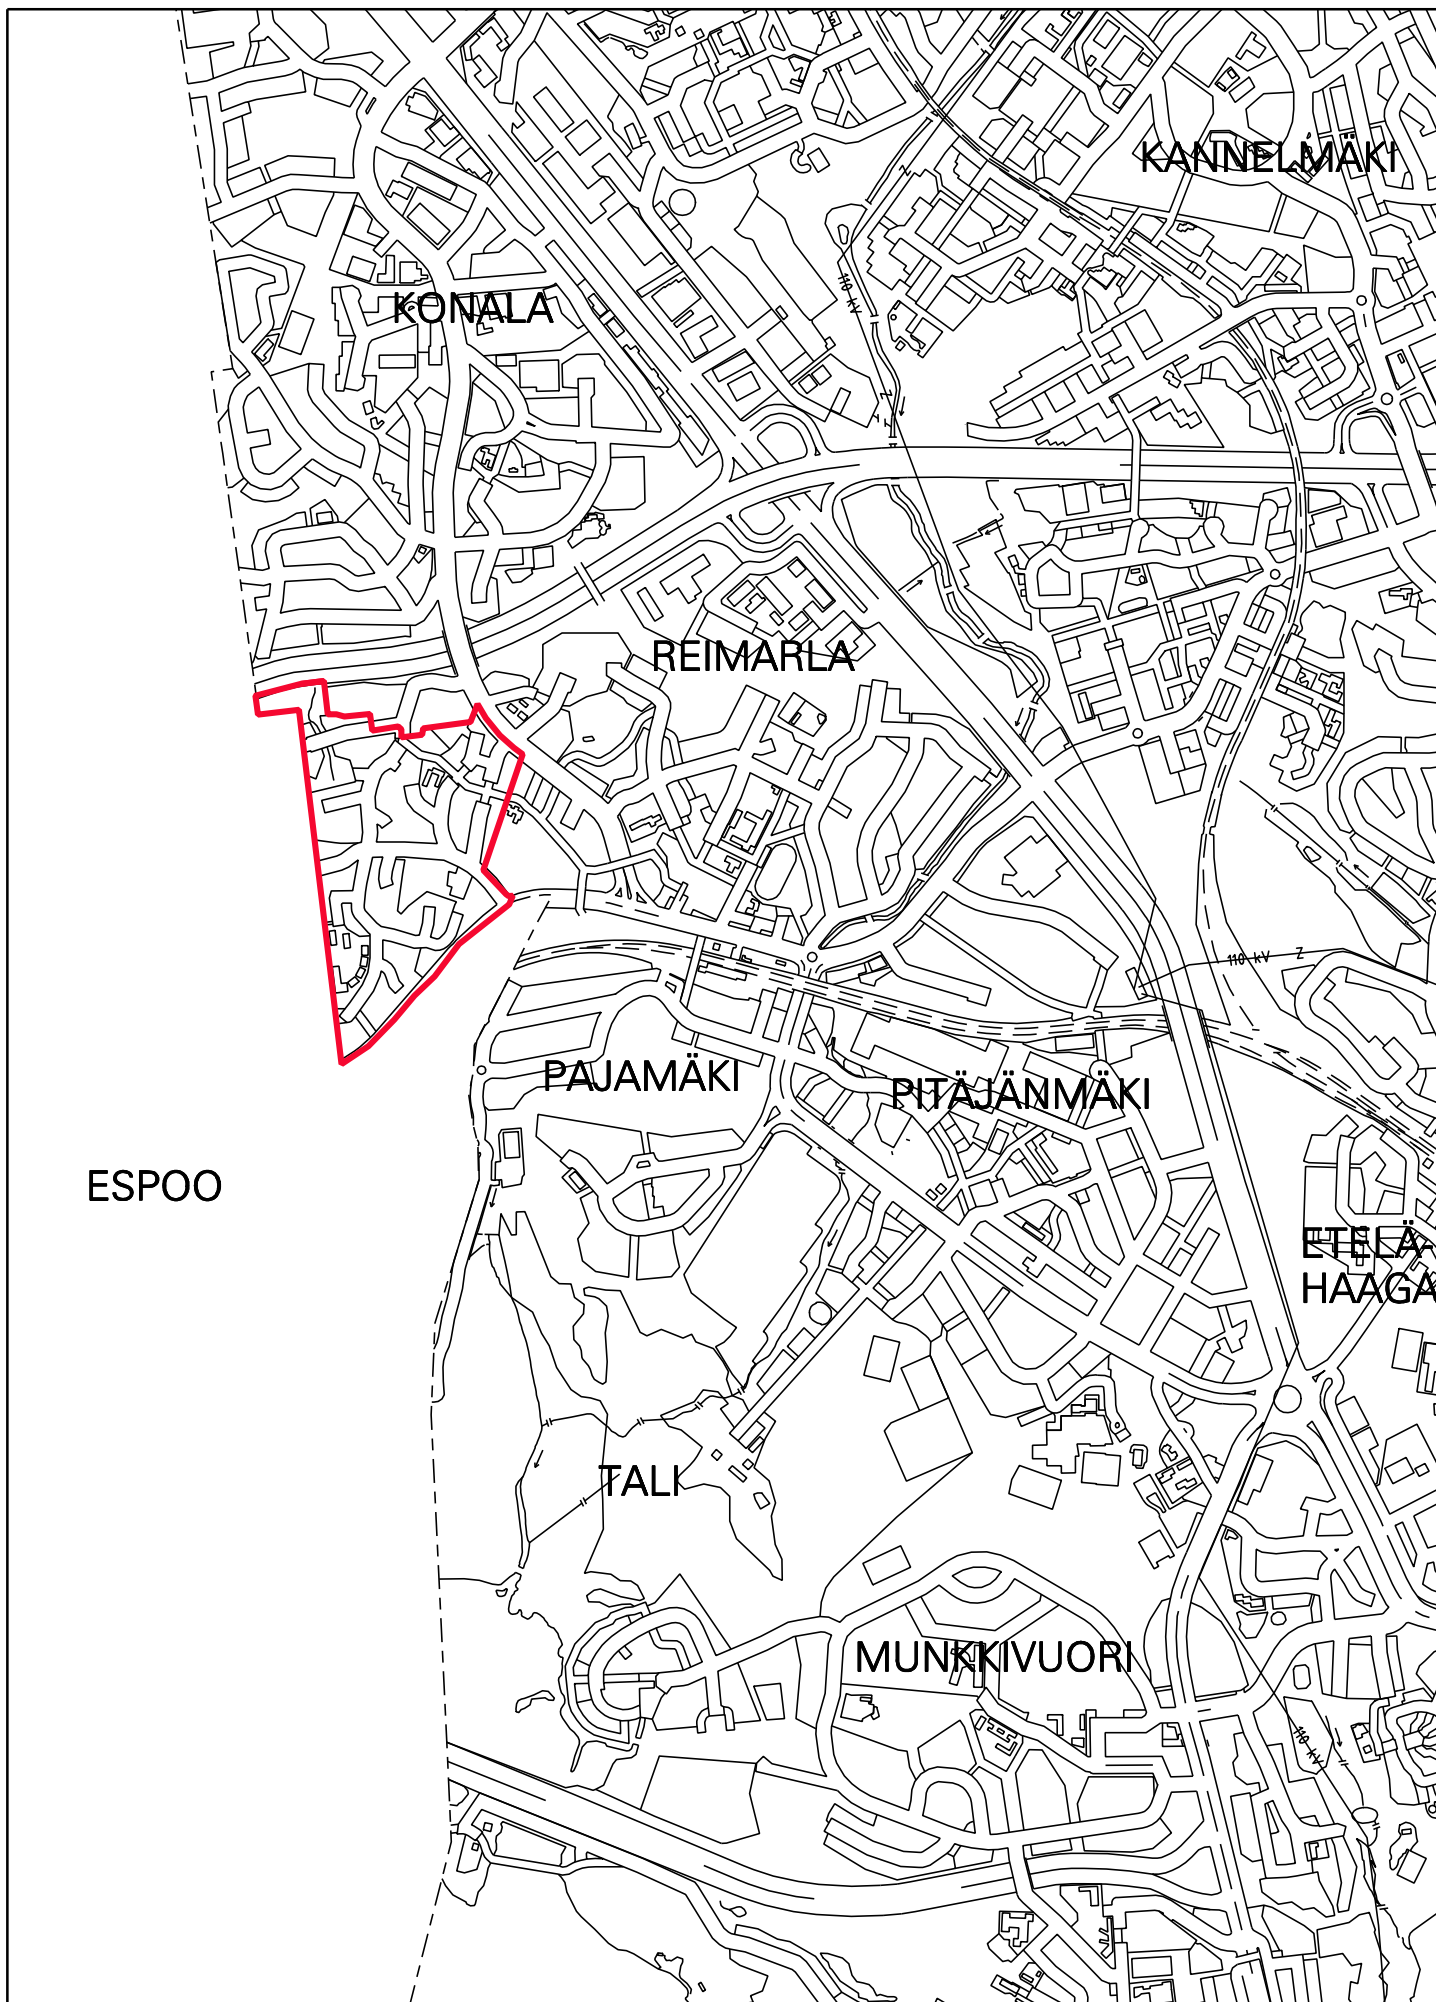 KANNELMÄKI
110 kV
Z
KONALA
Z
REIMARLA
110 kV Z
PAJAMÄKI
PITÄJÄNMÄKI
ESPOO
ETELÄ-
HAAGA
TALI
MUNKKIVUORI
110 kV